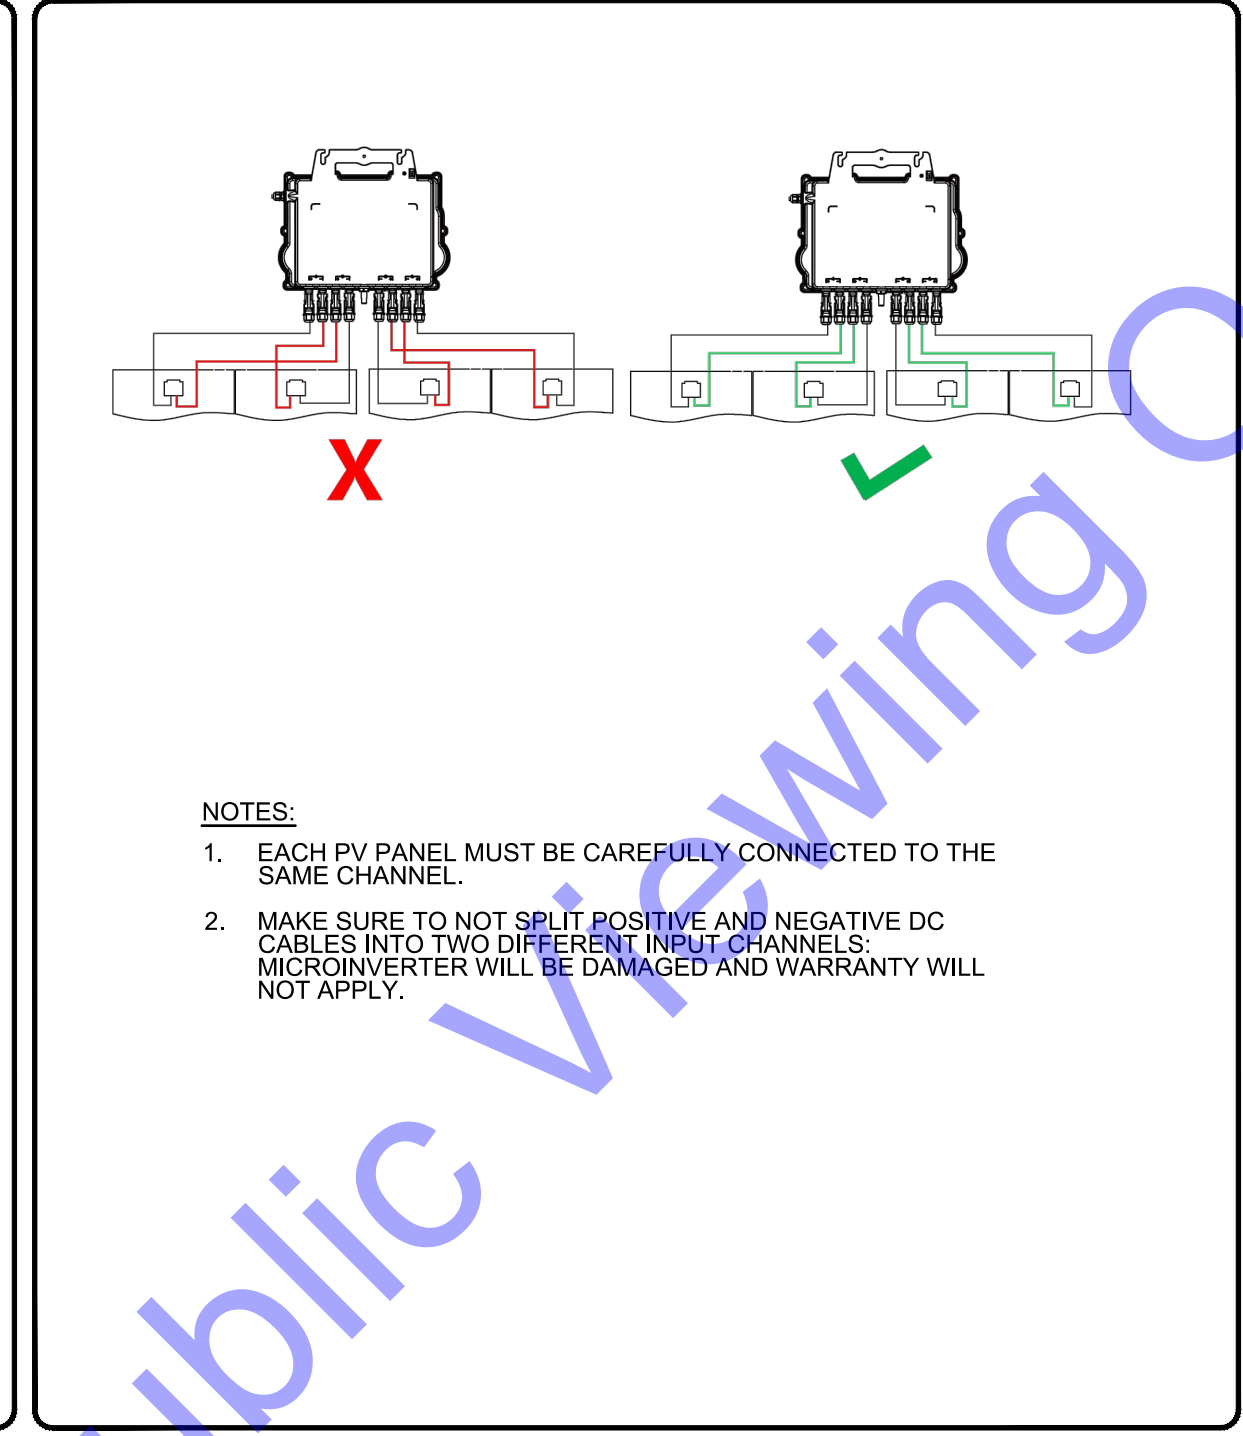 X
NOTES:
1. EACH PV PANEL MUST BE CAREFULLY CONNECTED TO THE
SAME CHANNEL.
2. MAKE SURE TO NOT SPLIT POSITIVE AND NEGATIVE DC
CABLES INTO TWO DIFFERENT INPUT CHANNELS:
MICROINVERTER WILL BE DAMAGED AND WARRANTY WILL
NOT APPLY.
ublic Viewing O